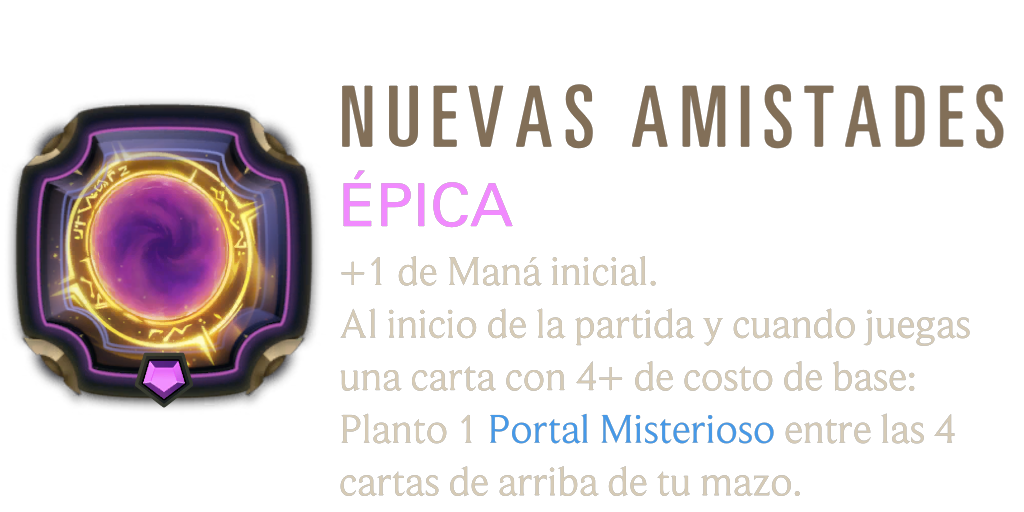 NUEVAS AMISTADES
ÉPICA
+1 de Maná inicial.
Al inicio de la partida y cuando juegas
una carta con 4+ de costo de base:
Planto 1 Portal Misterioso entre las 4
cartas de arriba de tu mazo.